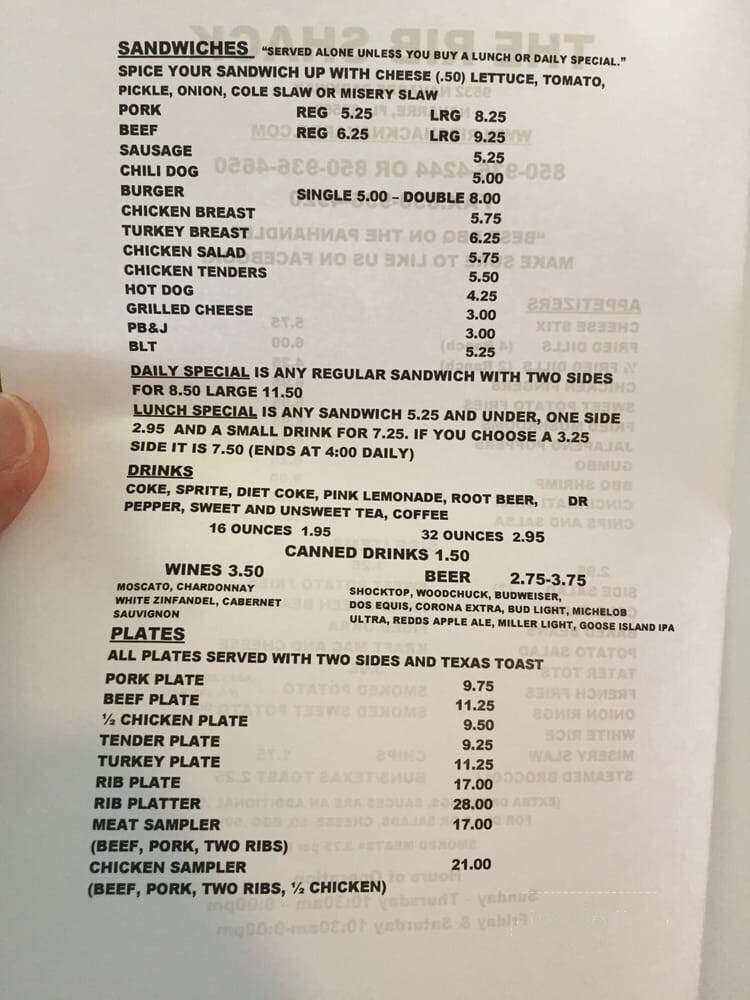 SANDWICHES "SERVED ALONE UNLESS YOU BUY A LUNCH OR DAILY SPECIAL."
SPICE YOUR SANDWICH UP WITH CHEESE (.50) LETTUCE, TOMATO,
PICKLE, ONION, COLE SLAW OR MISERY SLAW
PORK REG 5.25 LRG 8.25
BEEF REG 6.25 LRG 9.25
SAUSAGE 5.25
CHILI DOG 5.00
BURGER SINGLE 5.00 – DOUBLE 8.00
CHICKEN BREAST 5.75
TURKEY BREAST 6.25
CHICKEN SALAD 5.75
CHICKEN TENDERS 5.50
HOT DOG 4.25
GRILLED CHEESE 3.00
PB&J 3.00
BLT 5.25
DAILY SPECIAL IS ANY REGULAR SANDWICH WITH TWO SIDES
FOR 8.50 LARGE 11.50
LUNCH SPECIAL IS ANY SANDWICH 5.25 AND UNDER, ONE SIDE
2.95 AND A SMALL DRINK FOR 7.25. IF YOU CHOOSE A 3.25
SIDE IT IS 7.50 (ENDS AT 4:00 DAILY)
DRINKS
COKE, SPRITE, DIET COKE, PINK LEMONADE, ROOT BEER, DR
PEPPER, SWEET AND UNSWEET TEA, COFFEE
16 OUNCES 1.95 32 OUNCES 2.95
CANNED DRINKS 1.50
WINES 3.50 BEER 2.75-3.75
MOSCATO, CHARDONNAY
WHITE ZINFANDEL, CABERNET
SAUVIGNON
SHOCKTOP, WOODCHUCK, BUDWEISER,
DOS EQUIS, CORONA EXTRA, BUD LIGHT, MICHELOB
ULTRA, REDDS APPLE ALE, MILLER LIGHT, GOOSE ISLAND IPA
PLATES
ALL PLATES SERVED WITH TWO SIDES AND TEXAS TOAST
PORK PLATE 9.75
BEEF PLATE 11.25
½ CHICKEN PLATE 9.50
TENDER PLATE 9.25
TURKEY PLATE 11.25
RIB PLATE 17.00
RIB PLATTER 28.00
MEAT SAMPLER 17.00
(BEEF, PORK, TWO RIBS)
CHICKEN SAMPLER 21.00
(BEEF, PORK, TWO RIBS, ½ CHICKEN)